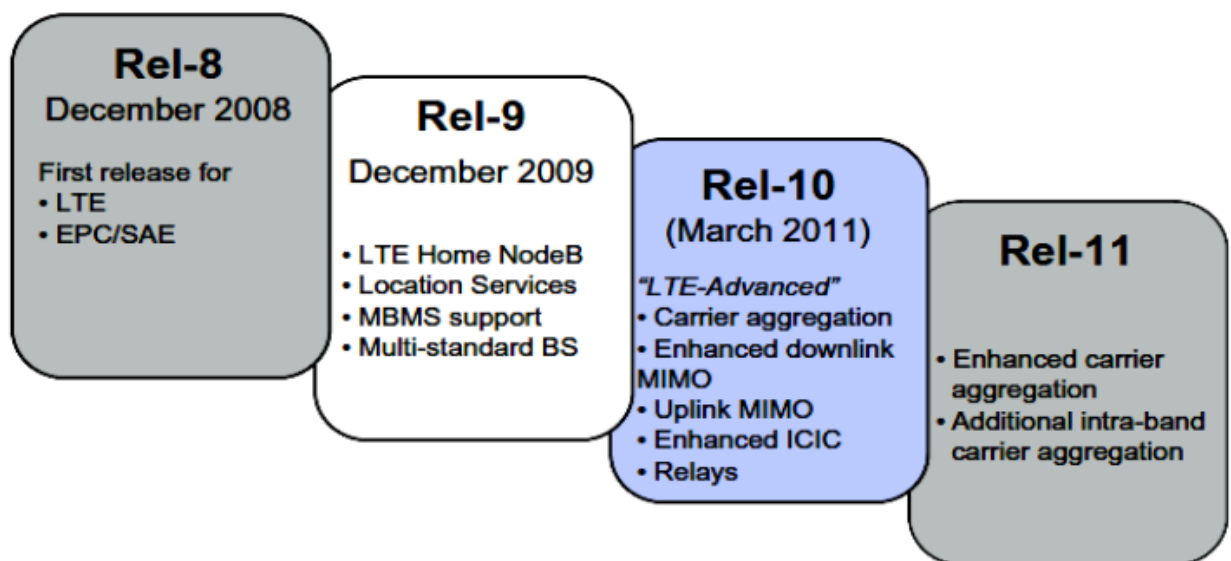 Rel-8
December 2008
First release for
• LTE
• EPC/SAE
Rel-9
December 2009
• LTE Home NodeB
• Location Services
• MBMS support
• Multi-standard BS
Rel-10
(March 2011)
"LTE-Advanced"
• Carrier aggregation
• Enhanced downlink
MIMO
• Uplink MIMO
• Enhanced ICIC
• Relays
Rel-11
• Enhanced carrier
aggregation
• Additional intra-band
carrier aggregation